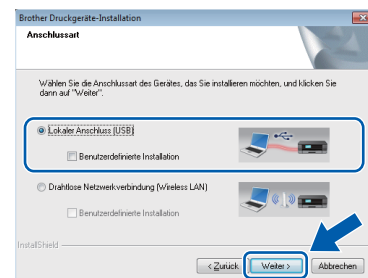 Brother Druckgeräte-Installation
Anschlussart
Wählen Sie die Anschlussart des Gerätes, das Sie installieren möchten, und klicken Sie
dann auf "Weiter".
Lokaler Anschluss (USB)
Benutzerdefinierte Installation
Drahtlose Netzwerkverbindung (Wireless LAN)
Benutzerdefinierte Installation
InstallShield
< Zurück Weiter > Abbrechen